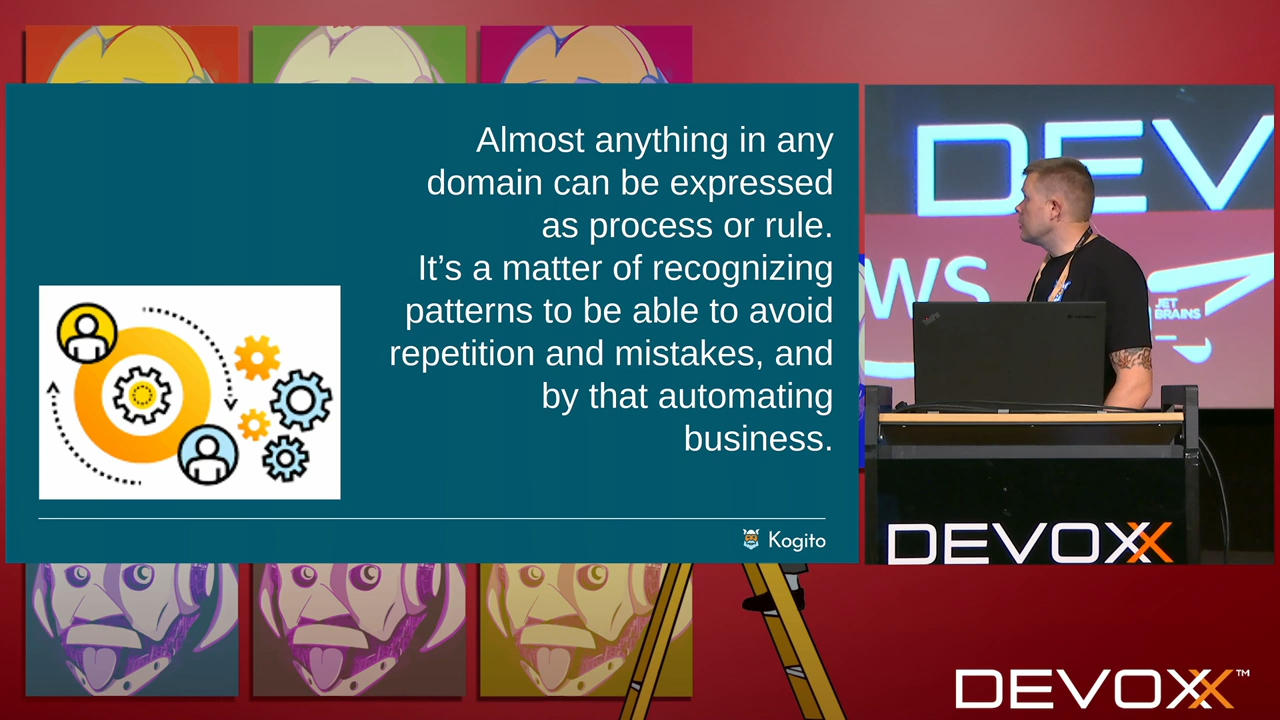 Almost anything in any
domain can be expressed
as process or rule.
It’s a matter of recognizing
patterns to be able to avoid
repetition and mistakes, and
by that automating
business.
Kogito
DEV
WS
JET
BRAINS
DEVOXX
DEVOXX™